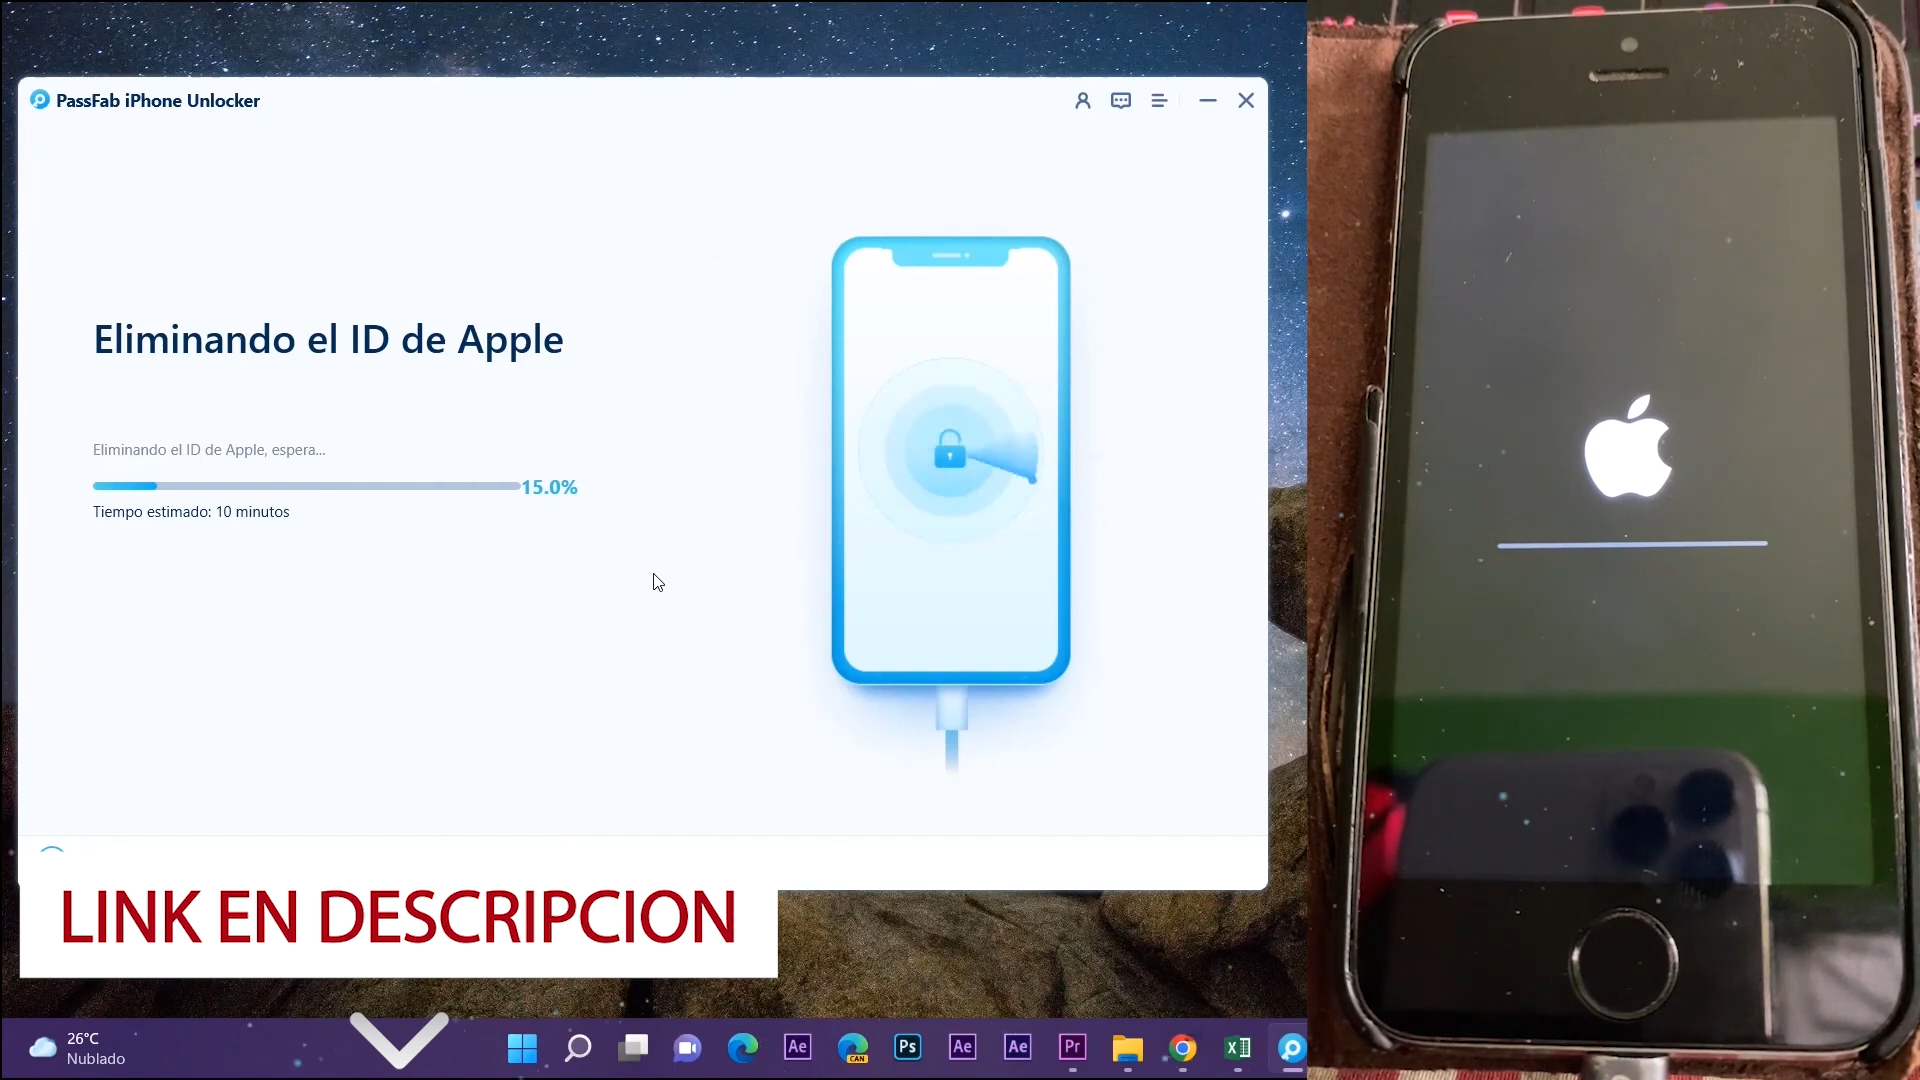 PassFab iPhone Unlocker
Eliminando el ID de Apple
Eliminando el ID de Apple, espera...
15.0%
Tiempo estimado: 10 minutos
LINK EN DESCRIPCION
26°C
Nublado
Ae
CAN
Ps
Ae
Ae
Pr
X